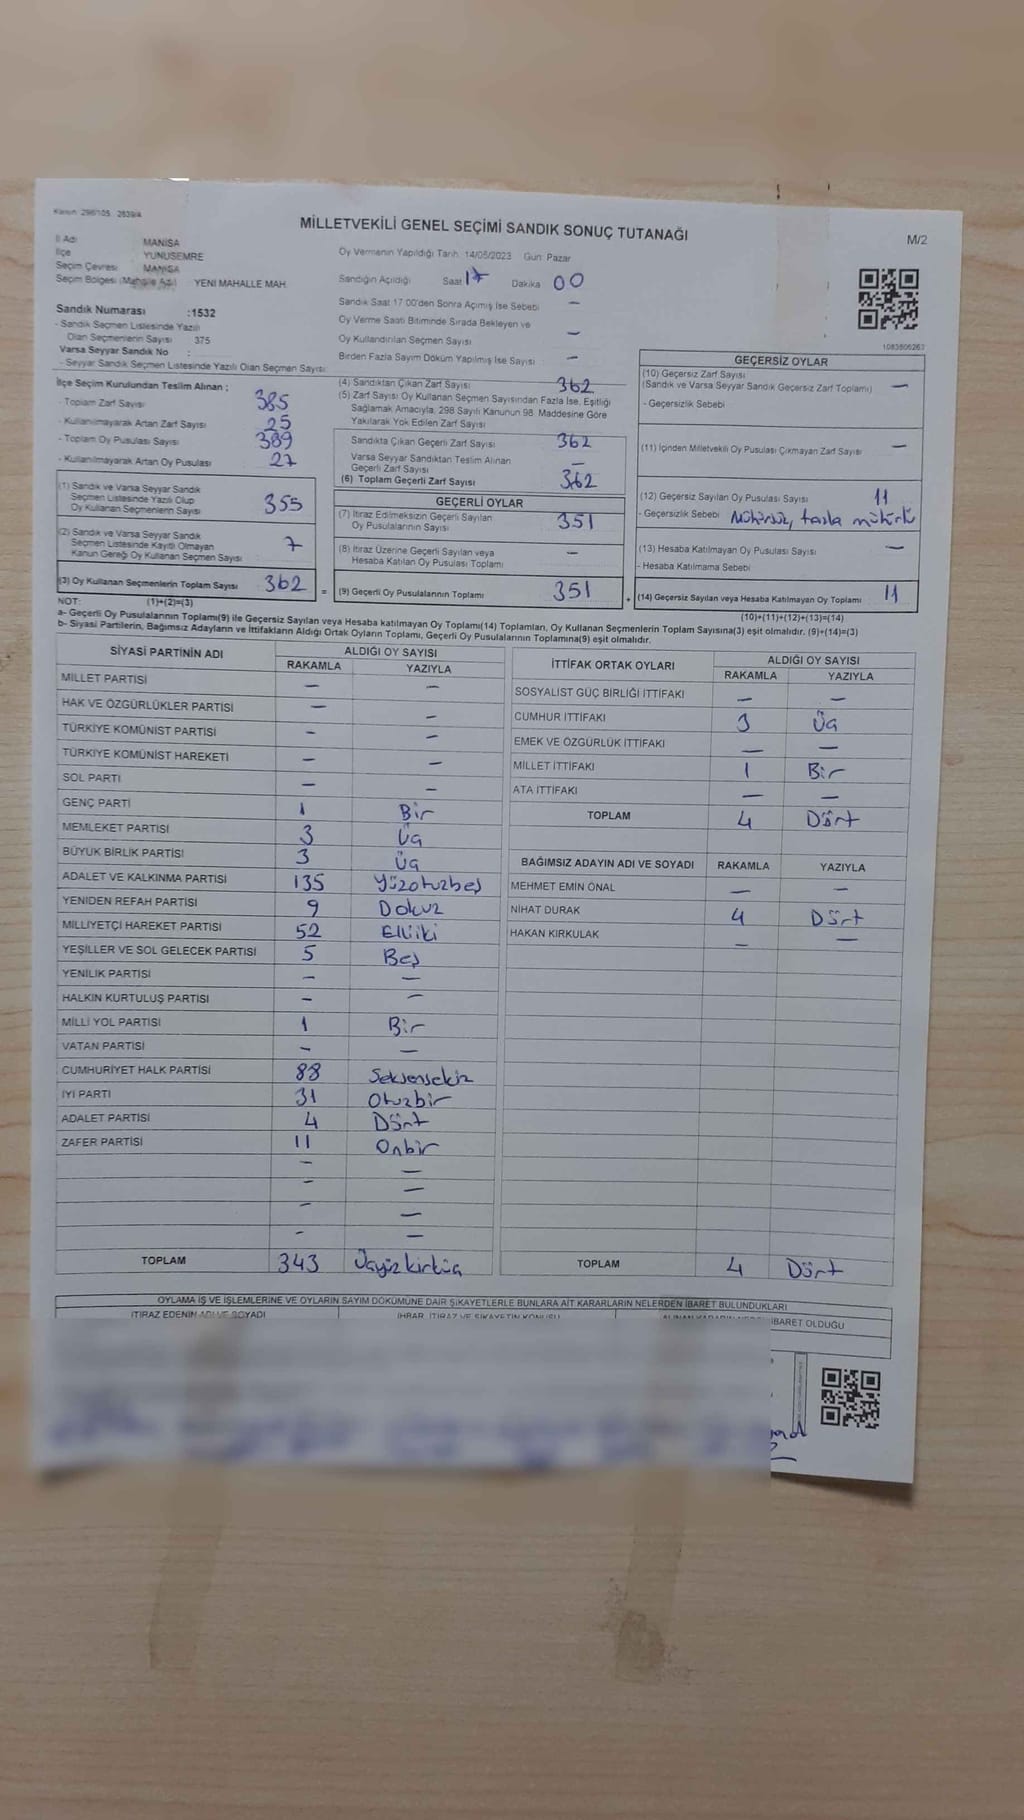 Kanun: 298/105, 2839/4
MİLLETVEKİLİ GENEL SEÇİMİ SANDIK SONUÇ TUTANAĞI
M/2
İl Adı MANİSA
İlçe YUNUSEMRE
Seçim Çevresi MANİSA
Seçim Bölgesi (Mahalle Adı) YENİ MAHALLE MAH.
Oy Vermenin Yapıldığı Tarih: 14/05/2023 Gün: Pazar
Sandığın Açıldığı Saat 17 Dakika 00
Sandık Saat 17.00'den Sonra Açımış İse Sebebi —
Oy Verme Saati Bitiminde Sırada Bekleyen ve
Oy Kullandırılan Seçmen Sayısı —
Birden Fazla Sayım Döküm Yapılmış İse Sayısı : —
Sandık Numarası :1532
- Sandık Seçmen Listesinde Yazılı
Olan Seçmenlerin Sayısı 375
Varsa Seyyar Sandık No :
- Seyyar Sandık Seçmen Listesinde Yazılı Olan Seçmen Sayısı:
1083806263
İlçe Seçim Kurulundan Teslim Alınan :
- Toplam Zarf Sayısı 385
- Kullanılmayarak Artan Zarf Sayısı 25
- Toplam Oy Pusulası Sayısı 389
- Kullanılmayarak Artan Oy Pusulası 27
(1) Sandık ve Varsa Seyyar Sandık
Seçmen Listesinde Yazılı Olup
Oy Kullanan Seçmenlerin Sayısı 355
(2) Sandık ve Varsa Seyyar Sandık
Seçmen Listesinde Kayıtlı Olmayan
Kanun Gereği Oy Kullanan Seçmen Sayısı 7
(3) Oy Kullanan Seçmenlerin Toplam Sayısı 362 =
(1)+(2)=(3)
(4) Sandıktan Çıkan Zarf Sayısı 362
(5) Zarf Sayısı Oy Kullanan Seçmen Sayısından Fazla İse, Eşitliği
Sağlamak Amacıyla, 298 Sayılı Kanunun 98. Maddesine Göre
Yakılarak Yok Edilen Zarf Sayısı
Sandıkta Çıkan Geçerli Zarf Sayısı 362
Varsa Seyyar Sandıktan Teslim Alınan
Geçerli Zarf Sayısı —
(6) Toplam Geçerli Zarf Sayısı 362
GEÇERLİ OYLAR
(7) İtiraz Edilmeksizin Geçerli Sayılan
Oy Pusulalarının Sayısı 351
(8) İtiraz Üzerine Geçerli Sayılan veya
Hesaba Katılan Oy Pusulası Toplamı —
(9) Geçerli Oy Pusulalarının Toplamı 351 +
GEÇERSİZ OYLAR
(10) Geçersiz Zarf Sayısı
(Sandık ve Varsa Seyyar Sandık Geçersiz Zarf Toplamı) —
- Geçersizlik Sebebi
(11) İçinden Milletvekili Oy Pusulası Çıkmayan Zarf Sayısı —
(12) Geçersiz Sayılan Oy Pusulası Sayısı 11
- Geçersizlik Sebebi Mühürsüz, fazla mühürlü
(13) Hesaba Katılmayan Oy Pusulası Sayısı —
- Hesaba Katılmama Sebebi
(14) Geçersiz Sayılan veya Hesaba Katılmayan Oy Toplamı 11
(10)+(11)+(12)+(13)=(14)
NOT:
a- Geçerli Oy Pusulalarının Toplamı(9) ile Geçersiz Sayılan veya Hesaba katılmayan Oy Toplamı(14) Toplamları, Oy Kullanan Seçmenlerin Toplam Sayısına(3) eşit olmalıdır. (9)+(14)=(3)
b- Siyasi Partilerin, Bağımsız Adayların ve İttifakların Aldığı Ortak Oyların Toplamı, Geçerli Oy Pusulalarının Toplamına(9) eşit olmalıdır.
SİYASİ PARTİNİN ADI ALDIĞI OY SAYISI
RAKAMLA YAZIYLA
MİLLET PARTİSİ — —
HAK VE ÖZGÜRLÜKLER PARTİSİ — —
TÜRKİYE KOMÜNİST PARTİSİ — —
TÜRKİYE KOMÜNİST HAREKETİ — —
SOL PARTİ — —
GENÇ PARTİ 1 Bir
MEMLEKET PARTİSİ 3 Üç
BÜYÜK BİRLİK PARTİSİ 3 Üç
ADALET VE KALKINMA PARTİSİ 135 Yüzotuzbeş
YENİDEN REFAH PARTİSİ 9 Dokuz
MİLLİYETÇİ HAREKET PARTİSİ 52 Elliiki
YEŞİLLER VE SOL GELECEK PARTİSİ 5 Beş
YENİLİK PARTİSİ — —
HALKIN KURTULUŞ PARTİSİ — —
MİLLİ YOL PARTİSİ 1 Bir
VATAN PARTİSİ — —
CUMHURİYET HALK PARTİSİ 88 Seksensekiz
İYİ PARTİ 31 Otuzbir
ADALET PARTİSİ 4 Dört
ZAFER PARTİSİ 11 Onbir
— —
— —
— —
— —
TOPLAM 343 Üçyüzkırküç
İTTİFAK ORTAK OYLARI ALDIĞI OY SAYISI
RAKAMLA YAZIYLA
SOSYALİST GÜÇ BİRLİĞİ İTTİFAKI — —
CUMHUR İTTİFAKI 3 Üç
EMEK VE ÖZGÜRLÜK İTTİFAKI — —
MİLLET İTTİFAKI 1 Bir
ATA İTTİFAKI — —
TOPLAM 4 Dört
BAĞIMSIZ ADAYIN ADI VE SOYADI RAKAMLA YAZIYLA
MEHMET EMİN ÖNAL — —
NİHAT DURAK 4 Dört
HAKAN KIRKULAK — —
TOPLAM 4 Dört
OYLAMA İŞ VE İŞLEMLERİNE VE OYLARIN SAYIM DÖKÜMÜNE DAİR ŞİKAYETLERLE BUNLARA AİT KARARLARIN NELERDEN İBARET BULUNDUKLARI
İTİRAZ EDENİN ADI VE SOYADI İHBAR, İTİRAZ VE ŞİKAYETİN KONUSU İBARET OLDUĞU